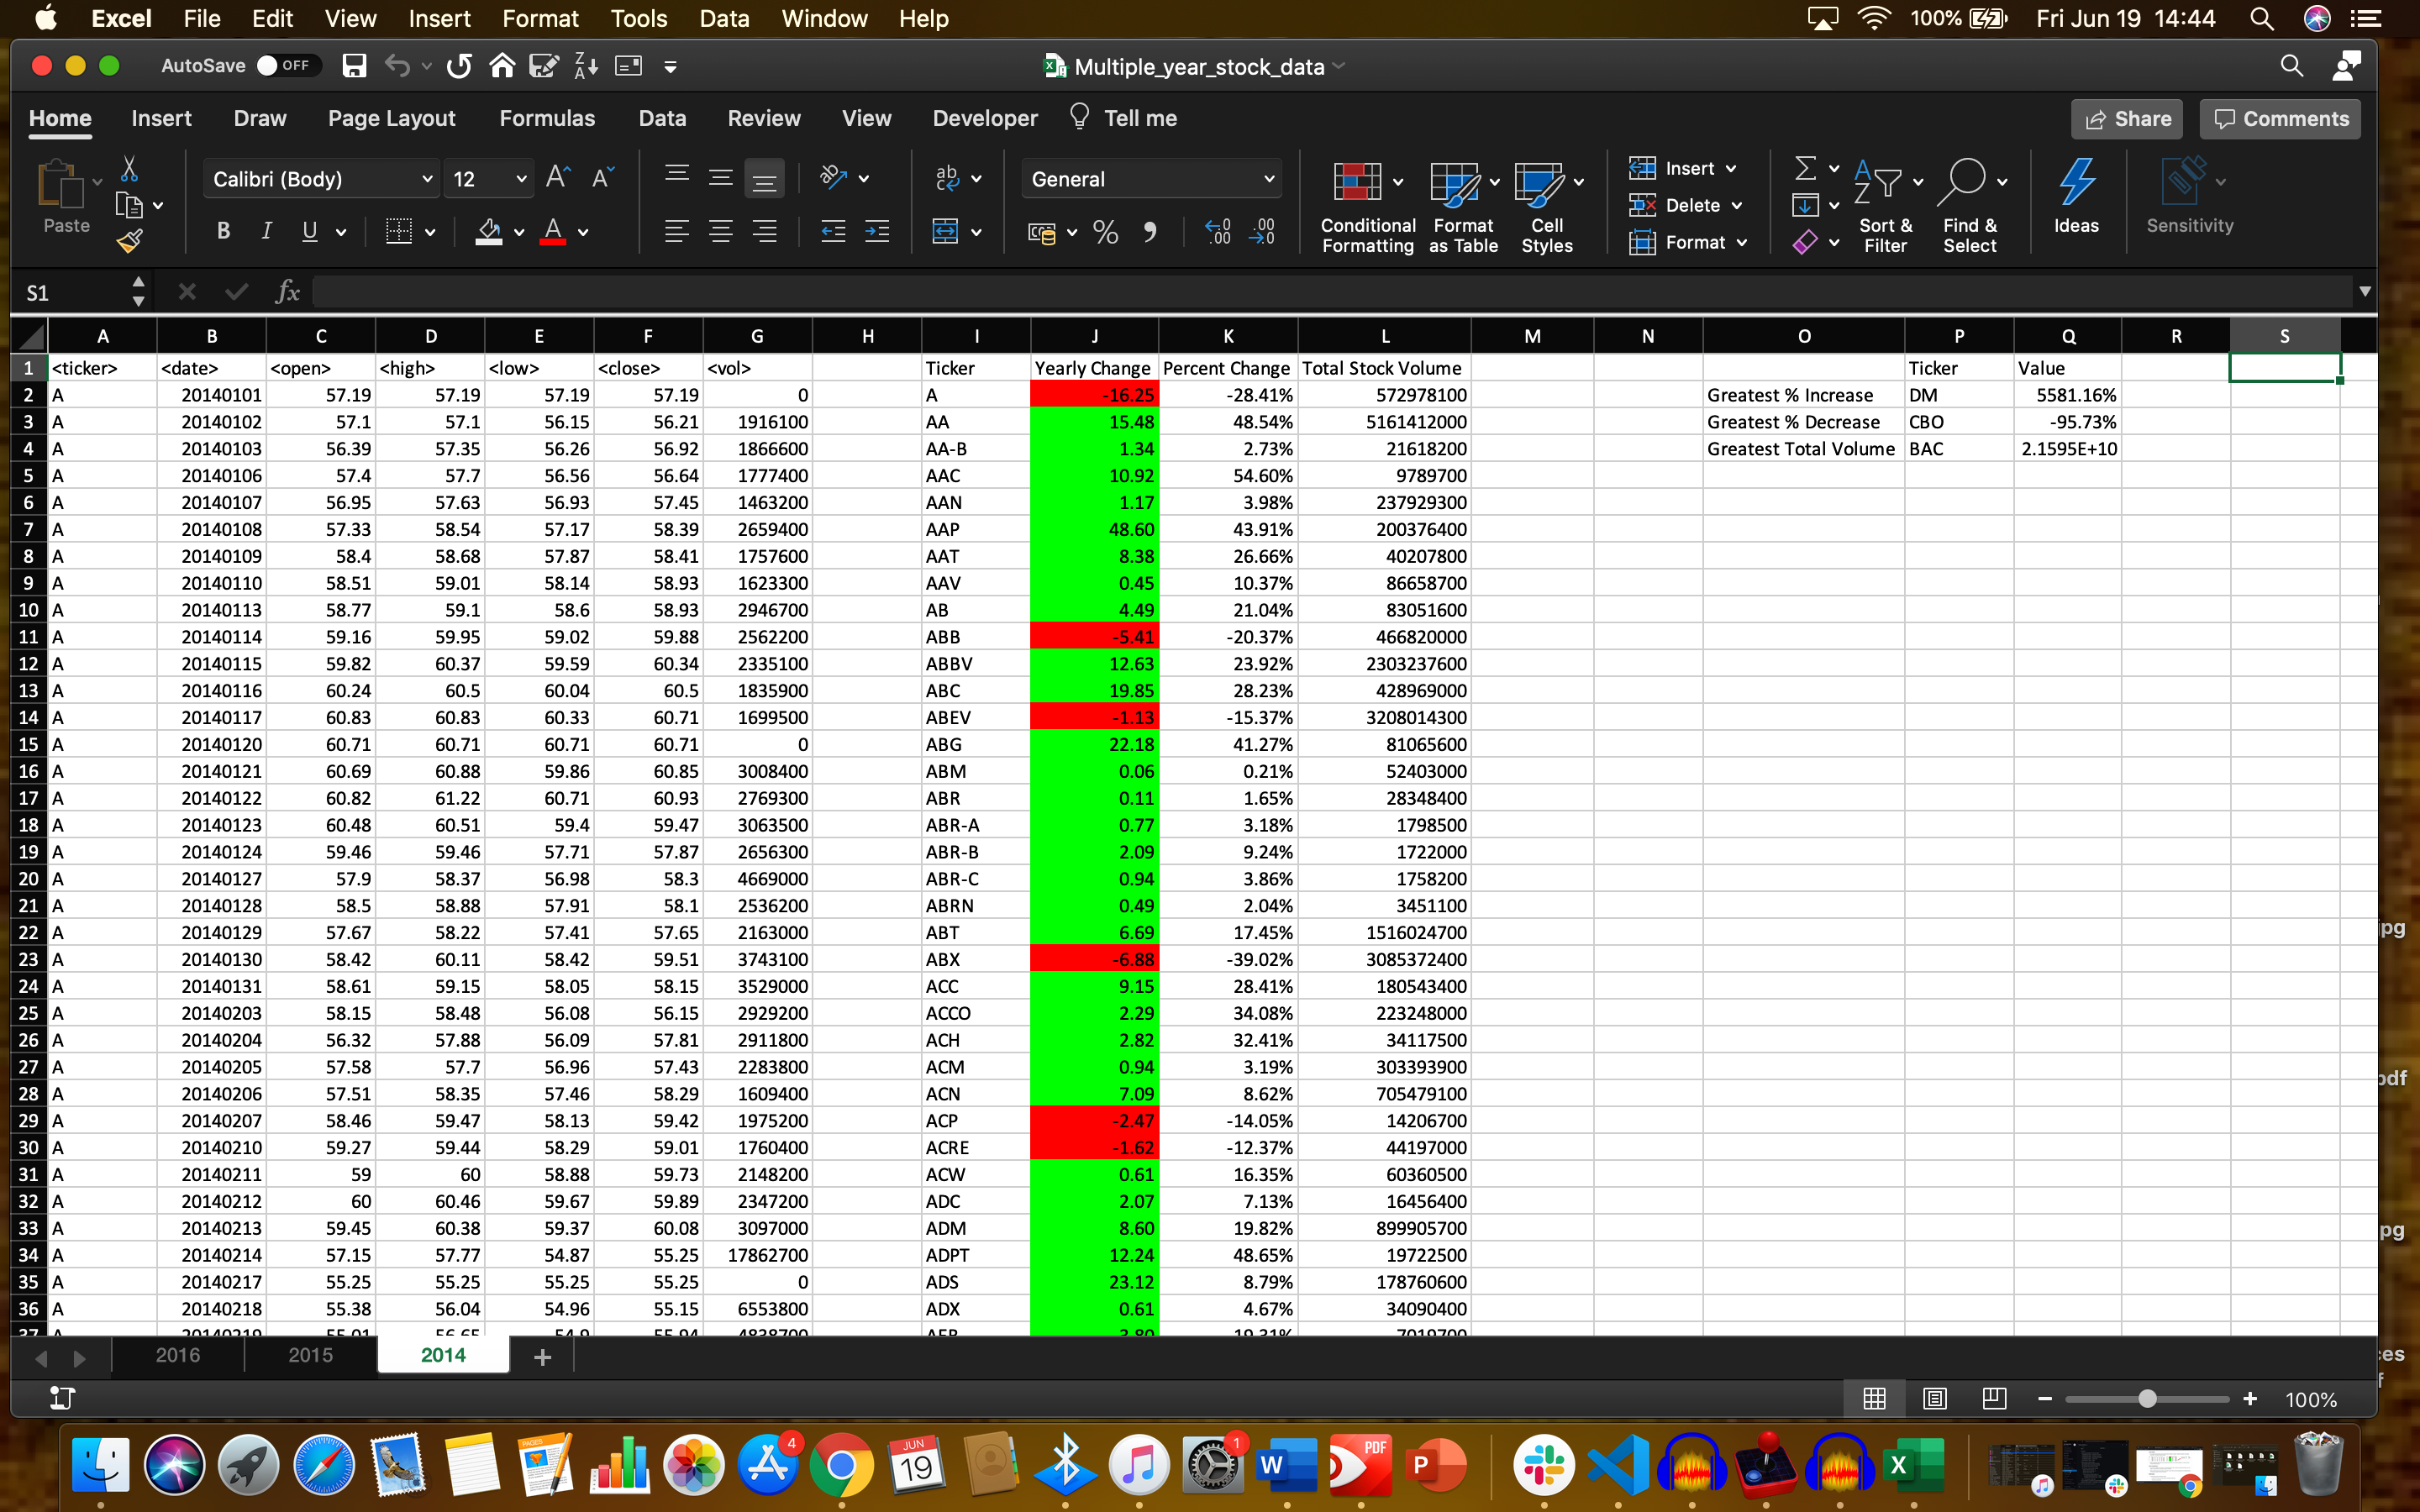 Excel File Edit View Insert Format Tools Data Window Help 100% Fri Jun 19 14:44
AutoSave OFF Multiple_year_stock_data
Home Insert Draw Page Layout Formulas Data Review View Developer Tell me Share Comments
Paste Calibri (Body) 12 General Conditional Formatting Format as Table Cell Styles Insert Delete Format Sort & Filter Find & Select Ideas Sensitivity
S1 fx
A B C D E F G H I J K L M N O P Q R S
1 <ticker> <date> <open> <high> <low> <close> <vol> Ticker Yearly Change Percent Change Total Stock Volume Ticker Value
2 A 20140101 57.19 57.19 57.19 57.19 0 A -16.25 -28.41% 572978100 Greatest % Increase DM 5581.16%
3 A 20140102 57.1 57.1 56.15 56.21 1916100 AA 15.48 48.54% 5161412000 Greatest % Decrease CBO -95.73%
4 A 20140103 56.39 57.35 56.26 56.92 1866600 AA-B 1.34 2.73% 21618200 Greatest Total Volume BAC 2.1595E+10
5 A 20140106 57.4 57.7 56.56 56.64 1777400 AAC 10.92 54.60% 9789700
6 A 20140107 56.95 57.63 56.93 57.45 1463200 AAN 1.17 3.98% 237929300
7 A 20140108 57.33 58.54 57.17 58.39 2659400 AAP 48.60 43.91% 200376400
8 A 20140109 58.4 58.68 57.87 58.41 1757600 AAT 8.38 26.66% 40207800
9 A 20140110 58.51 59.01 58.14 58.93 1623300 AAV 0.45 10.37% 86658700
10 A 20140113 58.77 59.1 58.6 58.93 2946700 AB 4.49 21.04% 83051600
11 A 20140114 59.16 59.95 59.02 59.88 2562200 ABB -5.41 -20.37% 466820000
12 A 20140115 59.82 60.37 59.59 60.34 2335100 ABBV 12.63 23.92% 2303237600
13 A 20140116 60.24 60.5 60.04 60.5 1835900 ABC 19.85 28.23% 428969000
14 A 20140117 60.83 60.83 60.33 60.71 1699500 ABEV -1.13 -15.37% 3208014300
15 A 20140120 60.71 60.71 60.71 60.71 0 ABG 22.18 41.27% 81065600
16 A 20140121 60.69 60.88 59.86 60.85 3008400 ABM 0.06 0.21% 52403000
17 A 20140122 60.82 61.22 60.71 60.93 2769300 ABR 0.11 1.65% 28348400
18 A 20140123 60.48 60.51 59.4 59.47 3063500 ABR-A 0.77 3.18% 1798500
19 A 20140124 59.46 59.46 57.71 57.87 2656300 ABR-B 2.09 9.24% 1722000
20 A 20140127 57.9 58.37 56.98 58.3 4669000 ABR-C 0.94 3.86% 1758200
21 A 20140128 58.5 58.88 57.91 58.1 2536200 ABRN 0.49 2.04% 3451100
22 A 20140129 57.67 58.22 57.41 57.65 2163000 ABT 6.69 17.45% 1516024700
23 A 20140130 58.42 60.11 58.42 59.51 3743100 ABX -6.88 -39.02% 3085372400
24 A 20140131 58.61 59.15 58.05 58.15 3529000 ACC 9.15 28.41% 180543400
25 A 20140203 58.15 58.48 56.08 56.15 2929200 ACCO 2.29 34.08% 223248000
26 A 20140204 56.32 57.88 56.09 57.81 2911800 ACH 2.82 32.41% 34117500
27 A 20140205 57.58 57.7 56.96 57.43 2283800 ACM 0.94 3.19% 303393900
28 A 20140206 57.51 58.35 57.46 58.29 1609400 ACN 7.09 8.62% 705479100
29 A 20140207 58.46 59.47 58.13 59.42 1975200 ACP -2.47 -14.05% 14206700
30 A 20140210 59.27 59.44 58.29 59.01 1760400 ACRE -1.62 -12.37% 44197000
31 A 20140211 59 60 58.88 59.73 2148200 ACW 0.61 16.35% 60360500
32 A 20140212 60 60.46 59.67 59.89 2347200 ADC 2.07 7.13% 16456400
33 A 20140213 59.45 60.38 59.37 60.08 3097000 ADM 8.60 19.82% 899905700
34 A 20140214 57.15 57.77 54.87 55.25 17862700 ADPT 12.24 48.65% 19722500
35 A 20140217 55.25 55.25 55.25 55.25 0 ADS 23.12 8.79% 178760600
36 A 20140218 55.38 56.04 54.96 55.15 6553800 ADX 0.61 4.67% 34090400
2016 2015 2014 +
100%